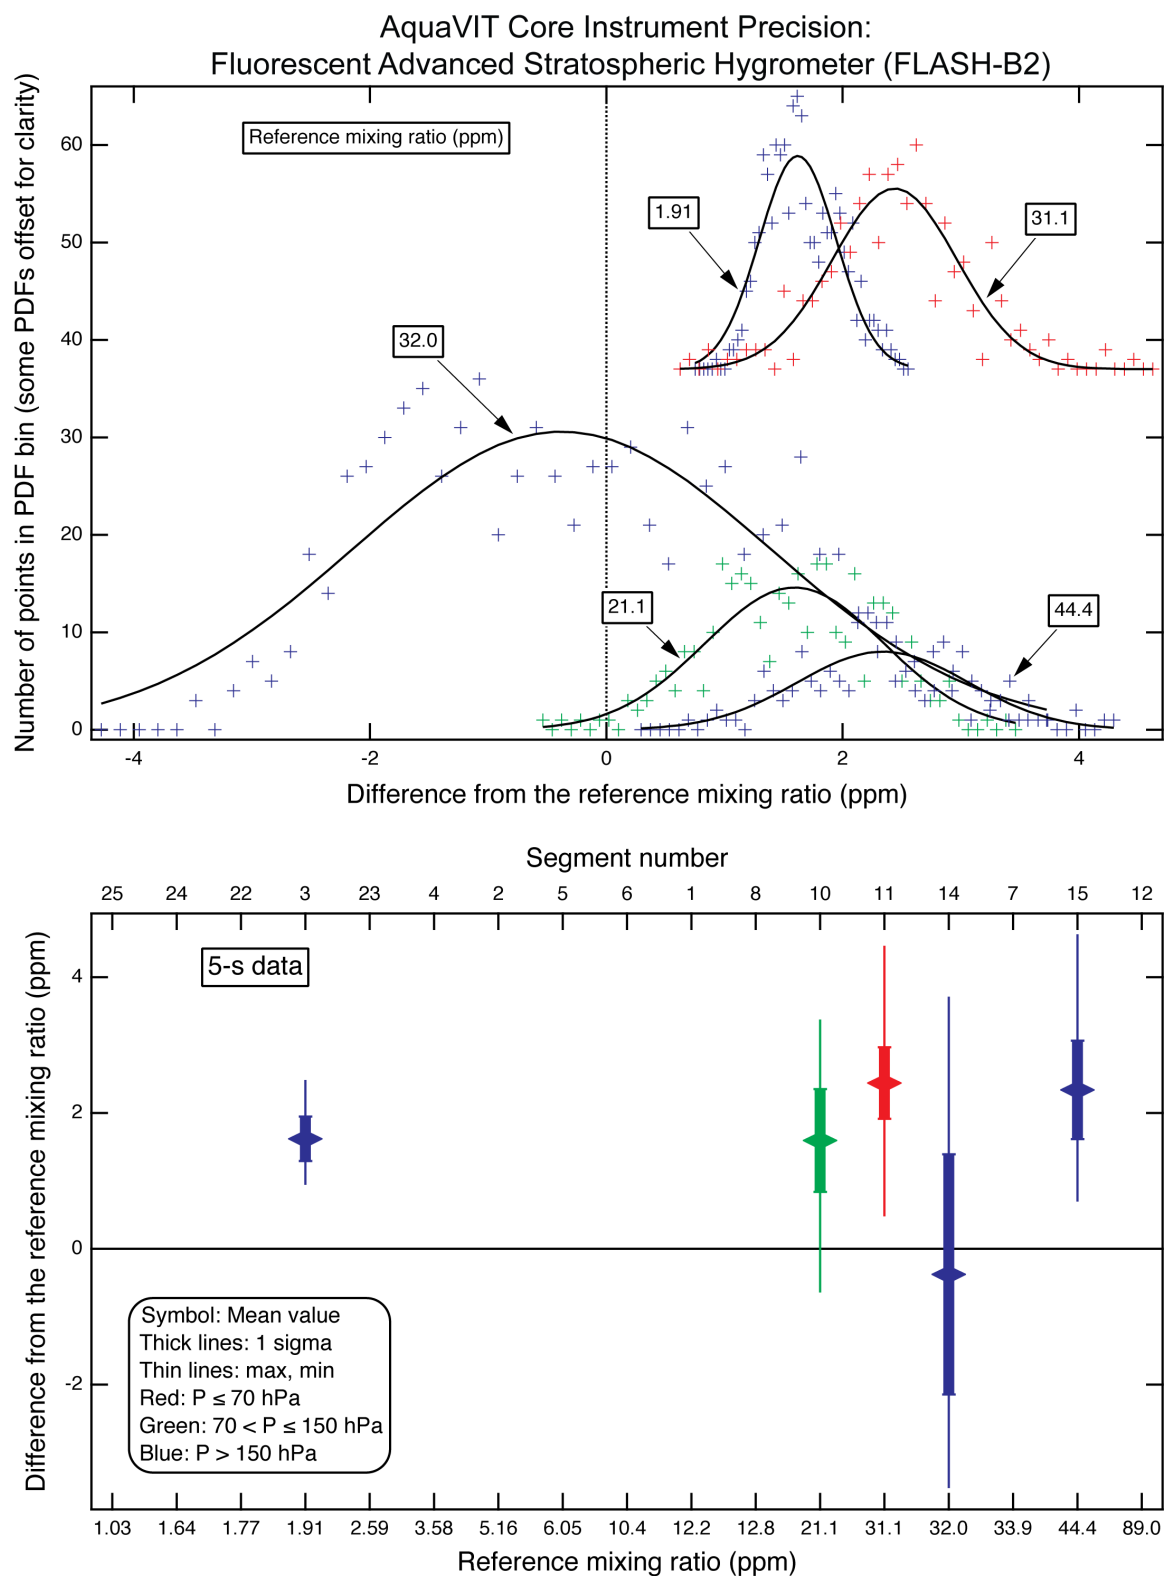 AquaVIT Core Instrument Precision:
Fluorescent Advanced Stratospheric Hygrometer (FLASH-B2)
Number of points in PDF bin (some PDFs offset for clarity)
60
50
40
30
20
10
0
Reference mixing ratio (ppm)
1.91
31.1
32.0
21.1
44.4
-4
-2
0
2
4
Difference from the reference mixing ratio (ppm)
Segment number
25 24 22 3 23 4 2 5 6 1 8 10 11 14 7 15 12
Difference from the reference mixing ratio (ppm)
5-s data
4
2
0
-2
Symbol: Mean value
Thick lines: 1 sigma
Thin lines: max, min
Red: P ≤ 70 hPa
Green: 70 < P ≤ 150 hPa
Blue: P > 150 hPa
1.03 1.64 1.77 1.91 2.59 3.58 5.16 6.05 10.4 12.2 12.8 21.1 31.1 32.0 33.9 44.4 89.0
Reference mixing ratio (ppm)